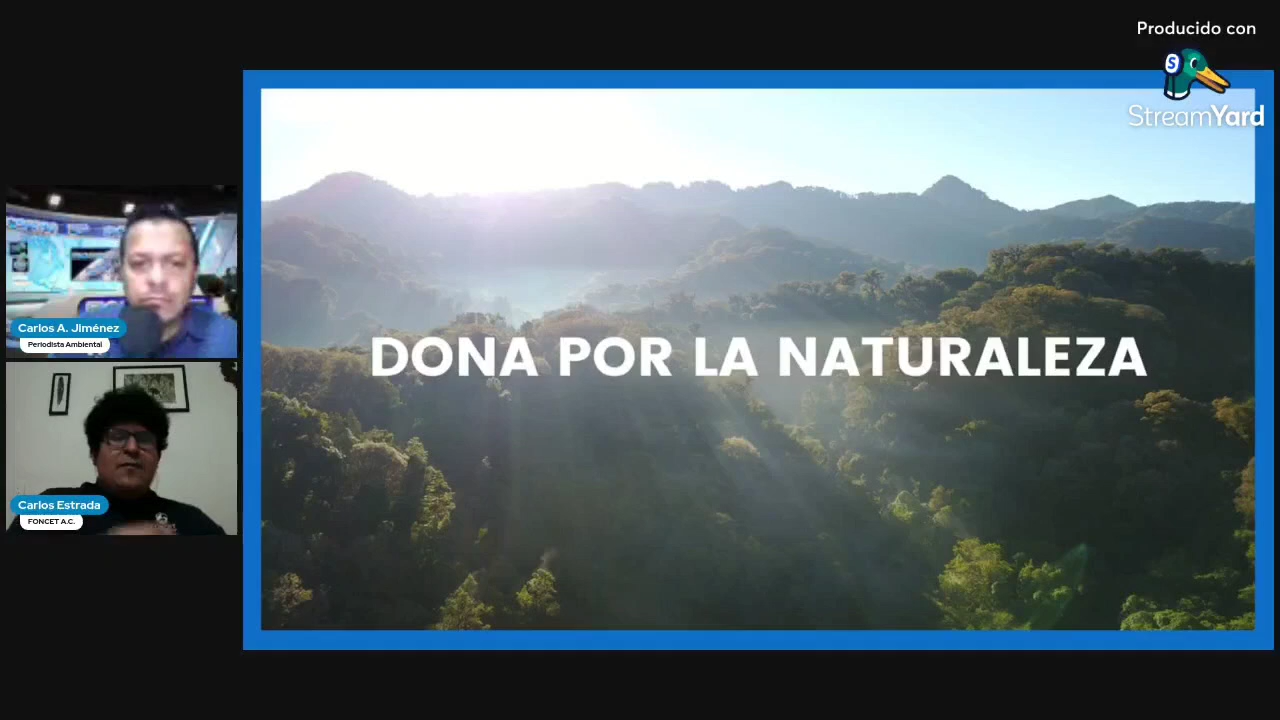 Producido con
S
StreamYard
DONA POR LA NATURALEZA
Carlos A. Jiménez
Periodista Ambiental
Carlos Estrada
FONCET A.C.